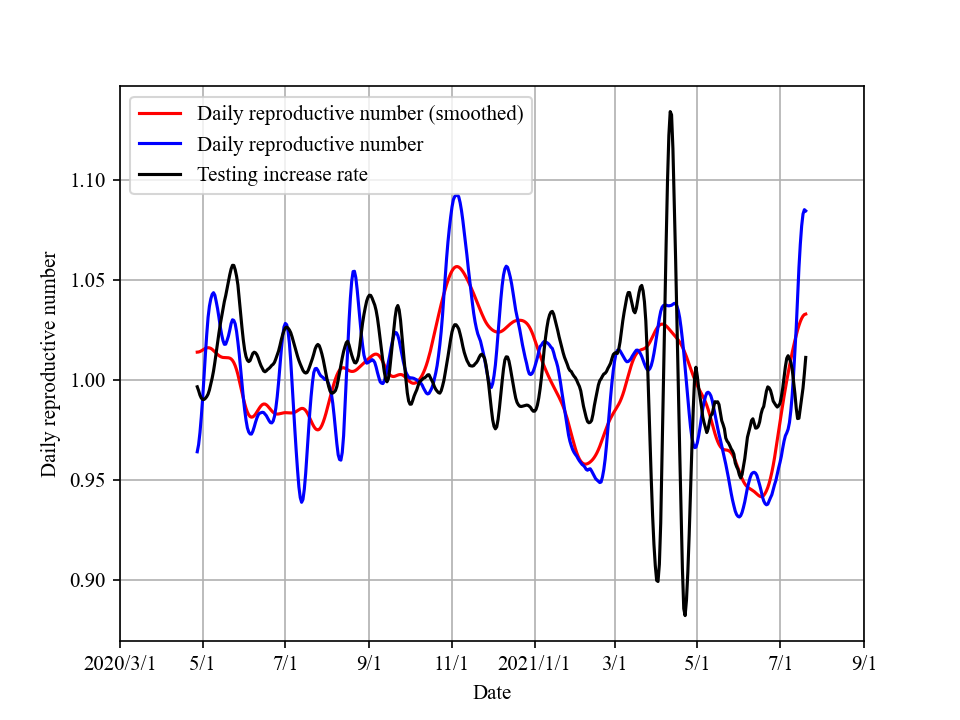 Daily reproductive number (smoothed)
Daily reproductive number
Testing increase rate
Daily reproductive number
1.10
1.05
1.00
0.95
0.90
2020/3/1 5/1 7/1 9/1 11/1 2021/1/1 3/1 5/1 7/1 9/1
Date